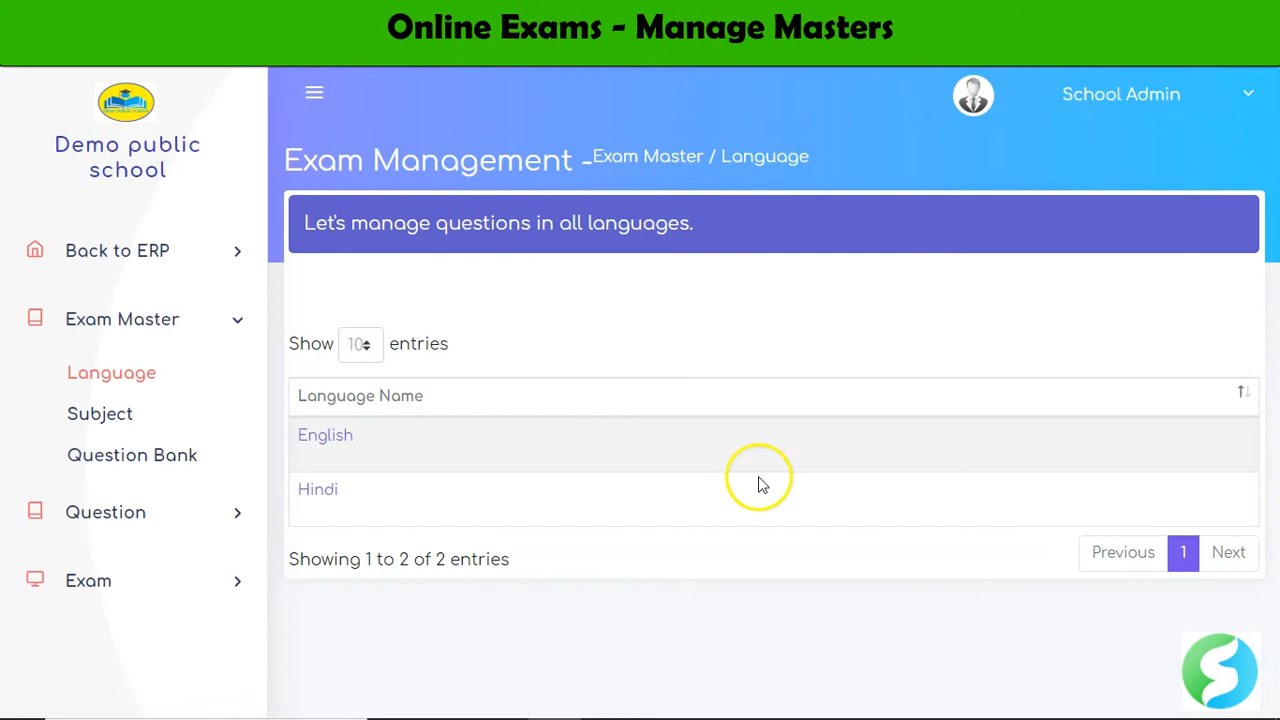 Online Exams - Manage Masters
Demo public
school
School Admin
Exam Management -Exam Master / Language
Let's manage questions in all languages.
Back to ERP
Exam Master
Language
Subject
Question Bank
Question
Exam
Show 10 entries
Language Name
English
Hindi
Showing 1 to 2 of 2 entries
Previous 1 Next